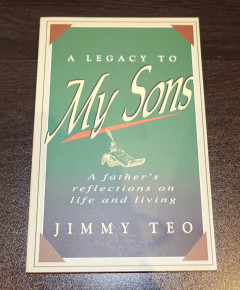 A LEGACY TO
My Sons
A father's
reflections on
life and living
JIMMY TEO